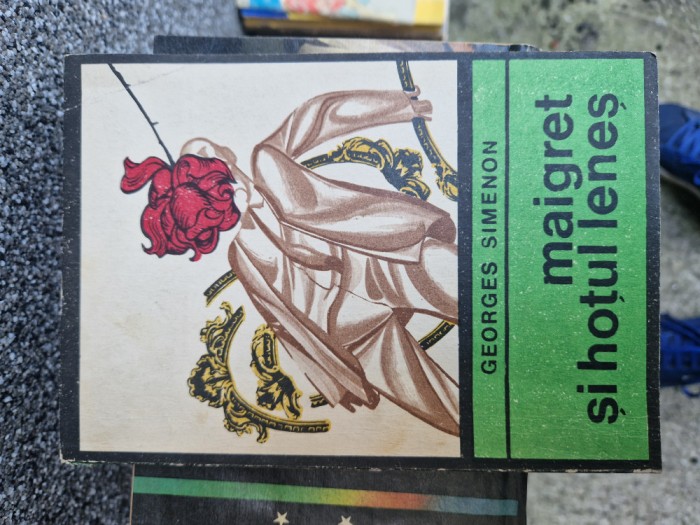 GEORGES SIMENON
maigret
și hoțul leneș